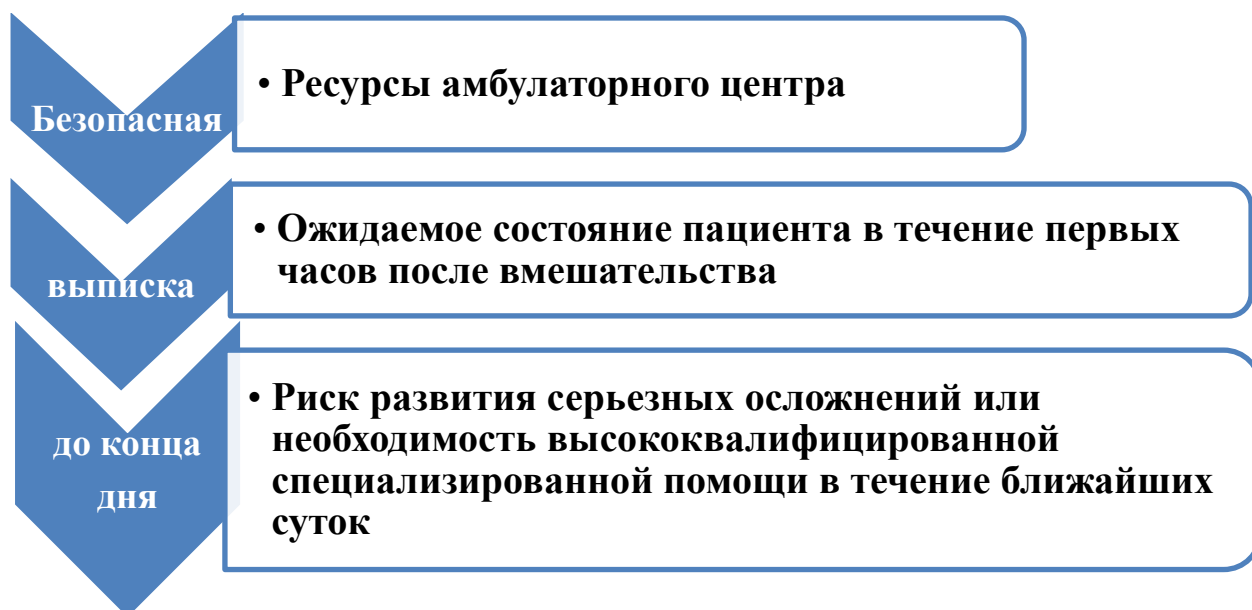 Безопасная
• Ресурсы амбулаторного центра
выписка
• Ожидаемое состояние пациента в течение первых
часов после вмешательства
до конца
дня
• Риск развития серьезных осложнений или
необходимость высококвалифицированной
специализированной помощи в течение ближайших
суток